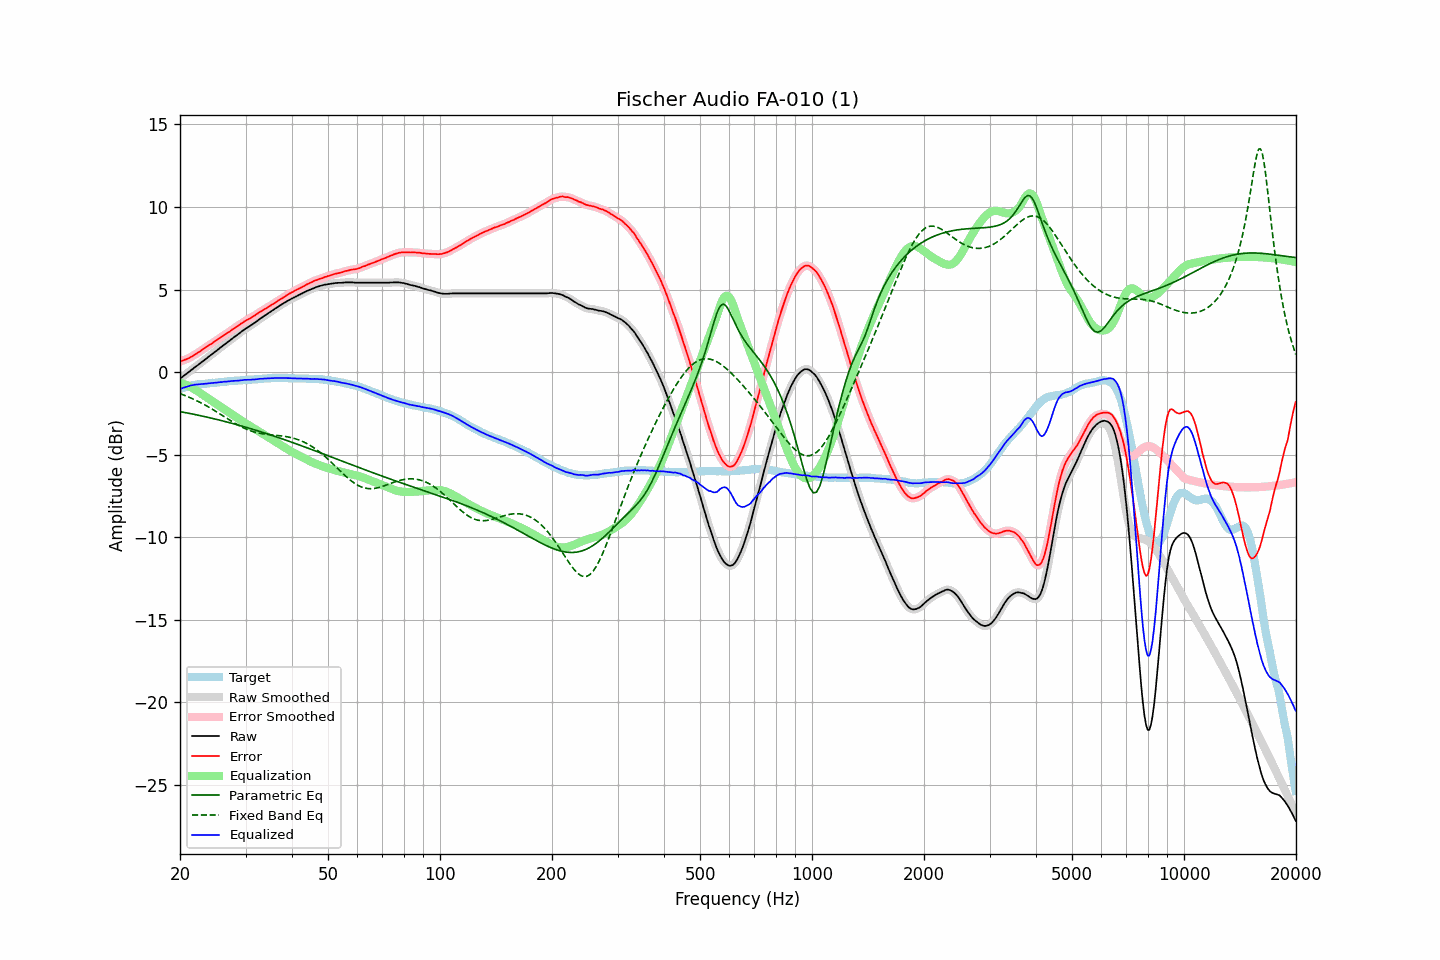 Fischer Audio FA-010 (1)
15
10
5
0
−5
−10
−15
−20
−25
Amplitude (dBr)
Target
Raw Smoothed
Error Smoothed
Raw
Error
Equalization
Parametric Eq
Fixed Band Eq
Equalized
20 50 100 200 500 1000 2000 5000 10000 20000
Frequency (Hz)